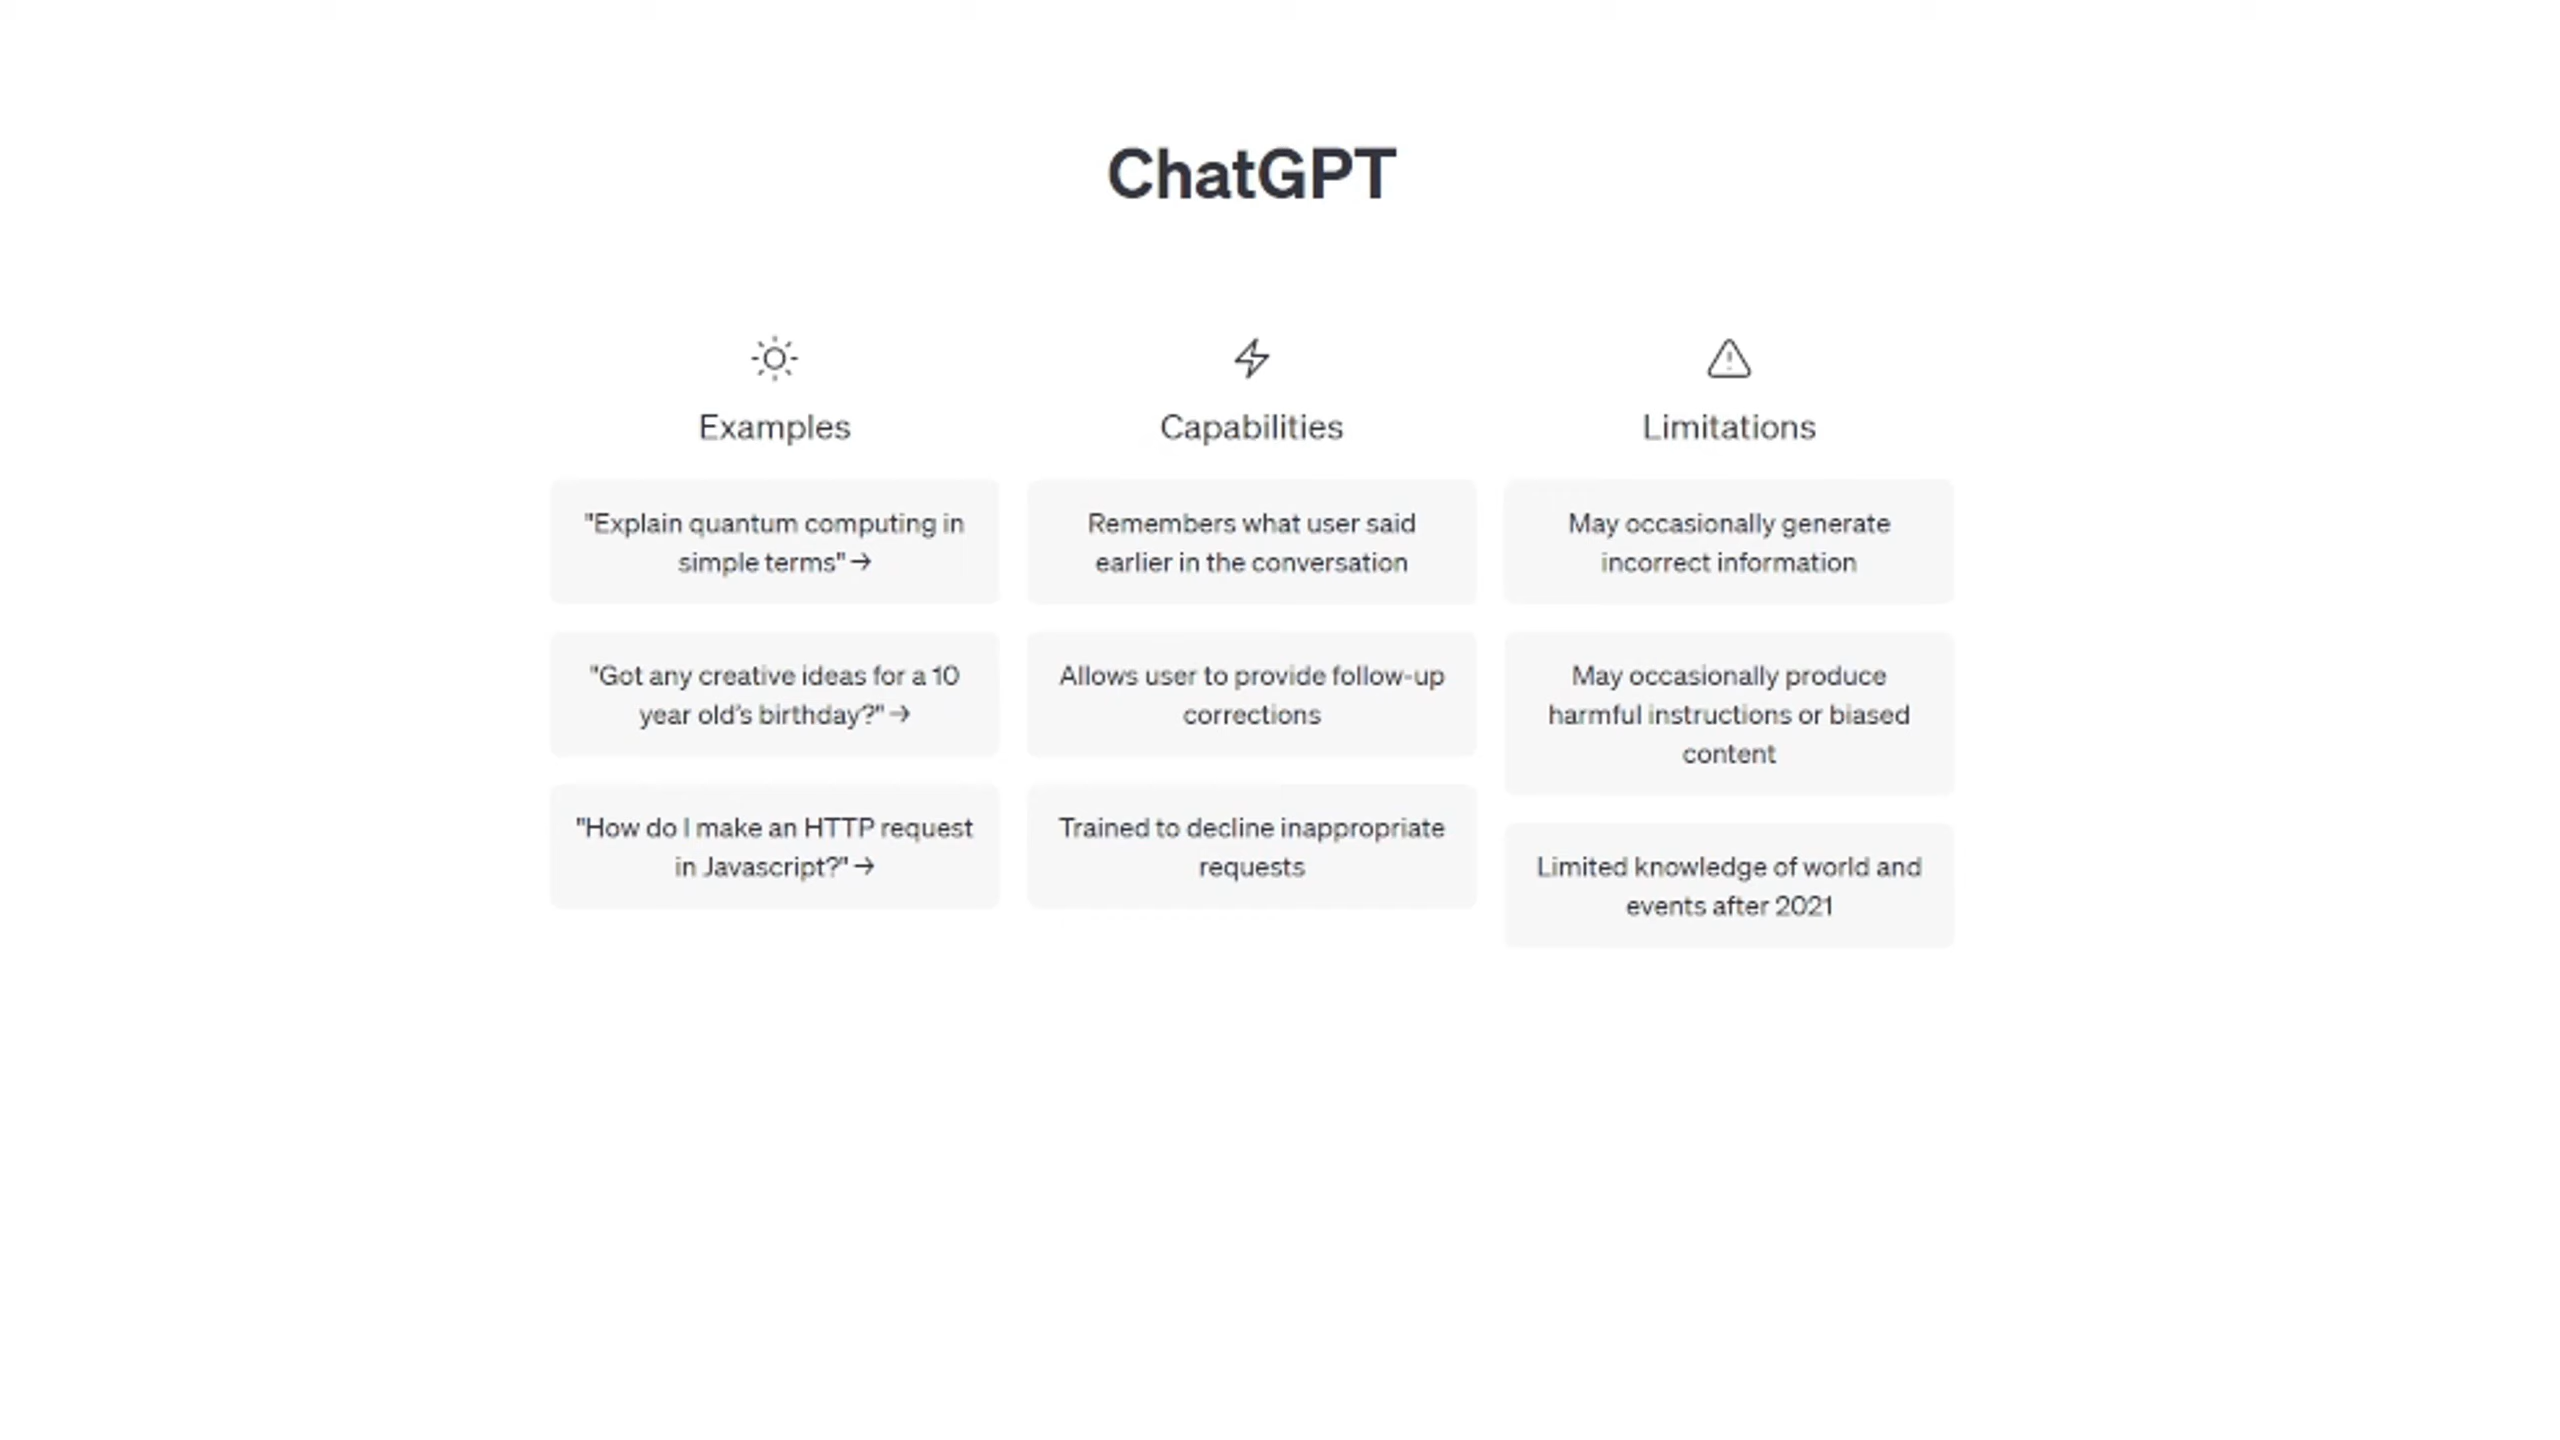 ChatGPT
Examples
"Explain quantum computing in
simple terms" →
"Got any creative ideas for a 10
year old’s birthday?" →
"How do I make an HTTP request
in Javascript?" →
Capabilities
Remembers what user said
earlier in the conversation
Allows user to provide follow-up
corrections
Trained to decline inappropriate
requests
Limitations
May occasionally generate
incorrect information
May occasionally produce
harmful instructions or biased
content
Limited knowledge of world and
events after 2021